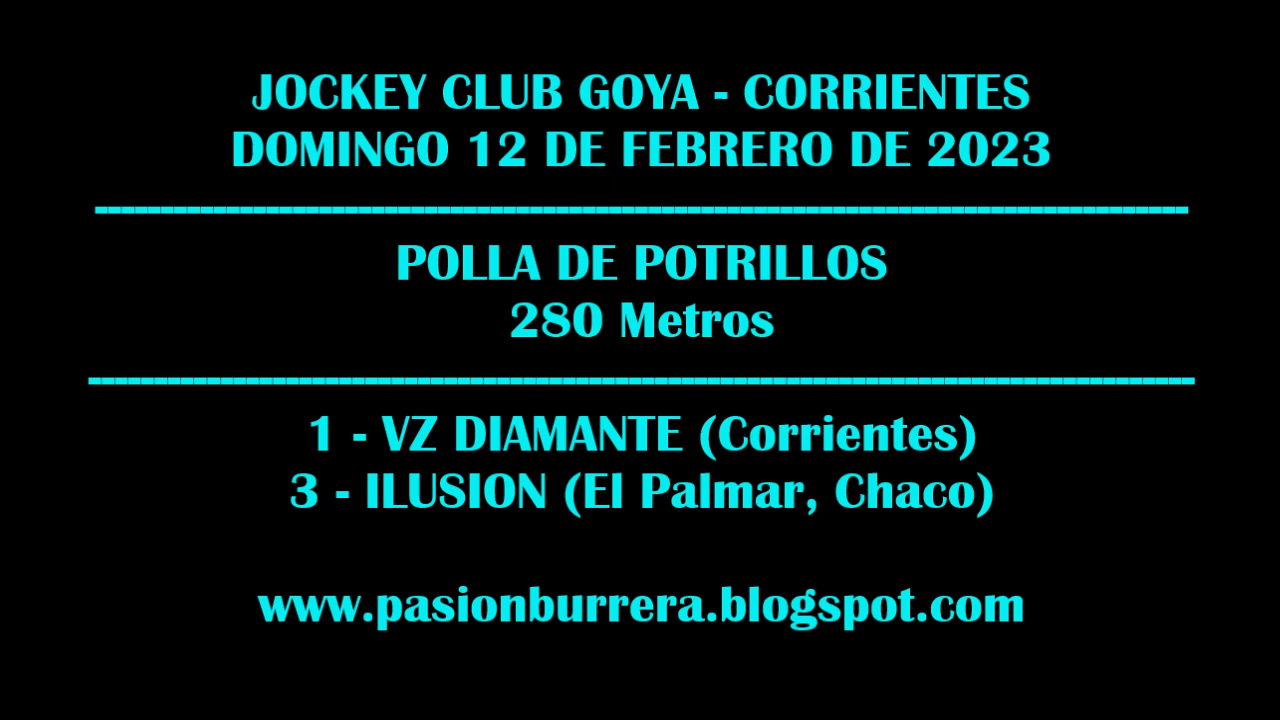 JOCKEY CLUB GOYA - CORRIENTES
DOMINGO 12 DE FEBRERO DE 2023
POLLA DE POTRILLOS
280 Metros
1 - VZ DIAMANTE (Corrientes)
3 - ILUSION (El Palmar, Chaco)
www.pasionburrera.blogspot.com